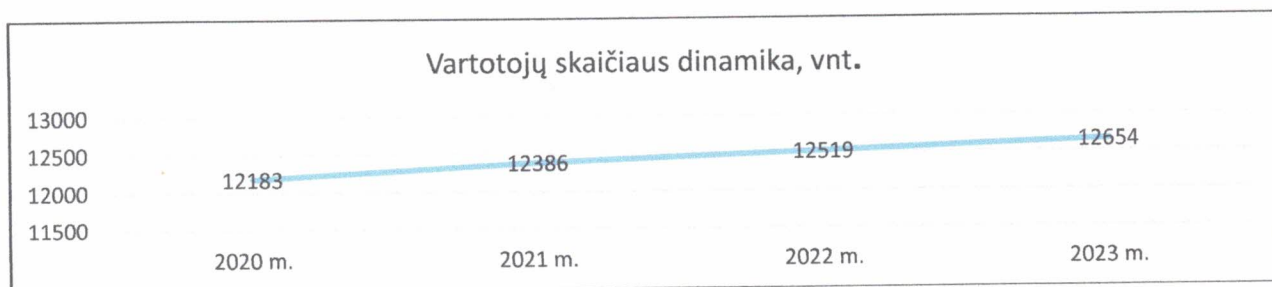 Vartotojų skaičiaus dinamika, vnt.
13000
12500
12000
11500
12183
12386
12519
12654
2020 m.
2021 m.
2022 m.
2023 m.